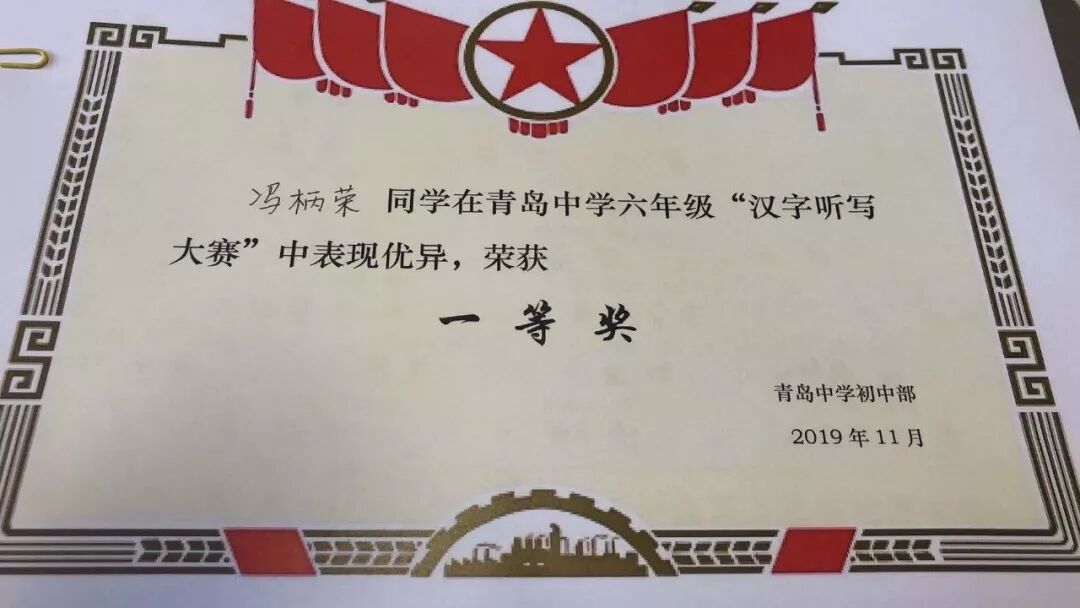 冯柄荣 同学在青岛中学六年级“汉字听写
大赛”中表现优异，荣获
一等奖
青岛中学初中部
2019 年 11 月